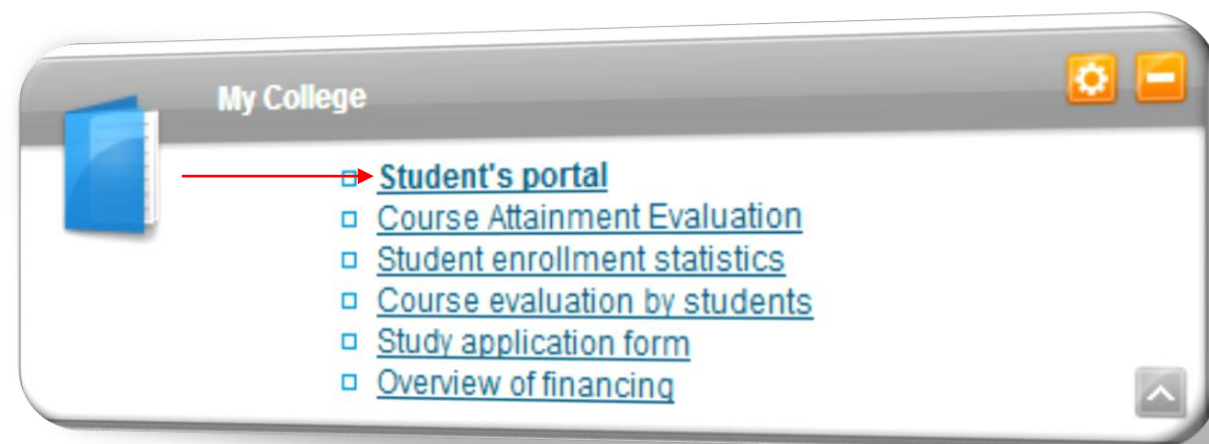 My College
Student's portal
Course Attainment Evaluation
Student enrollment statistics
Course evaluation by students
Study application form
Overview of financing